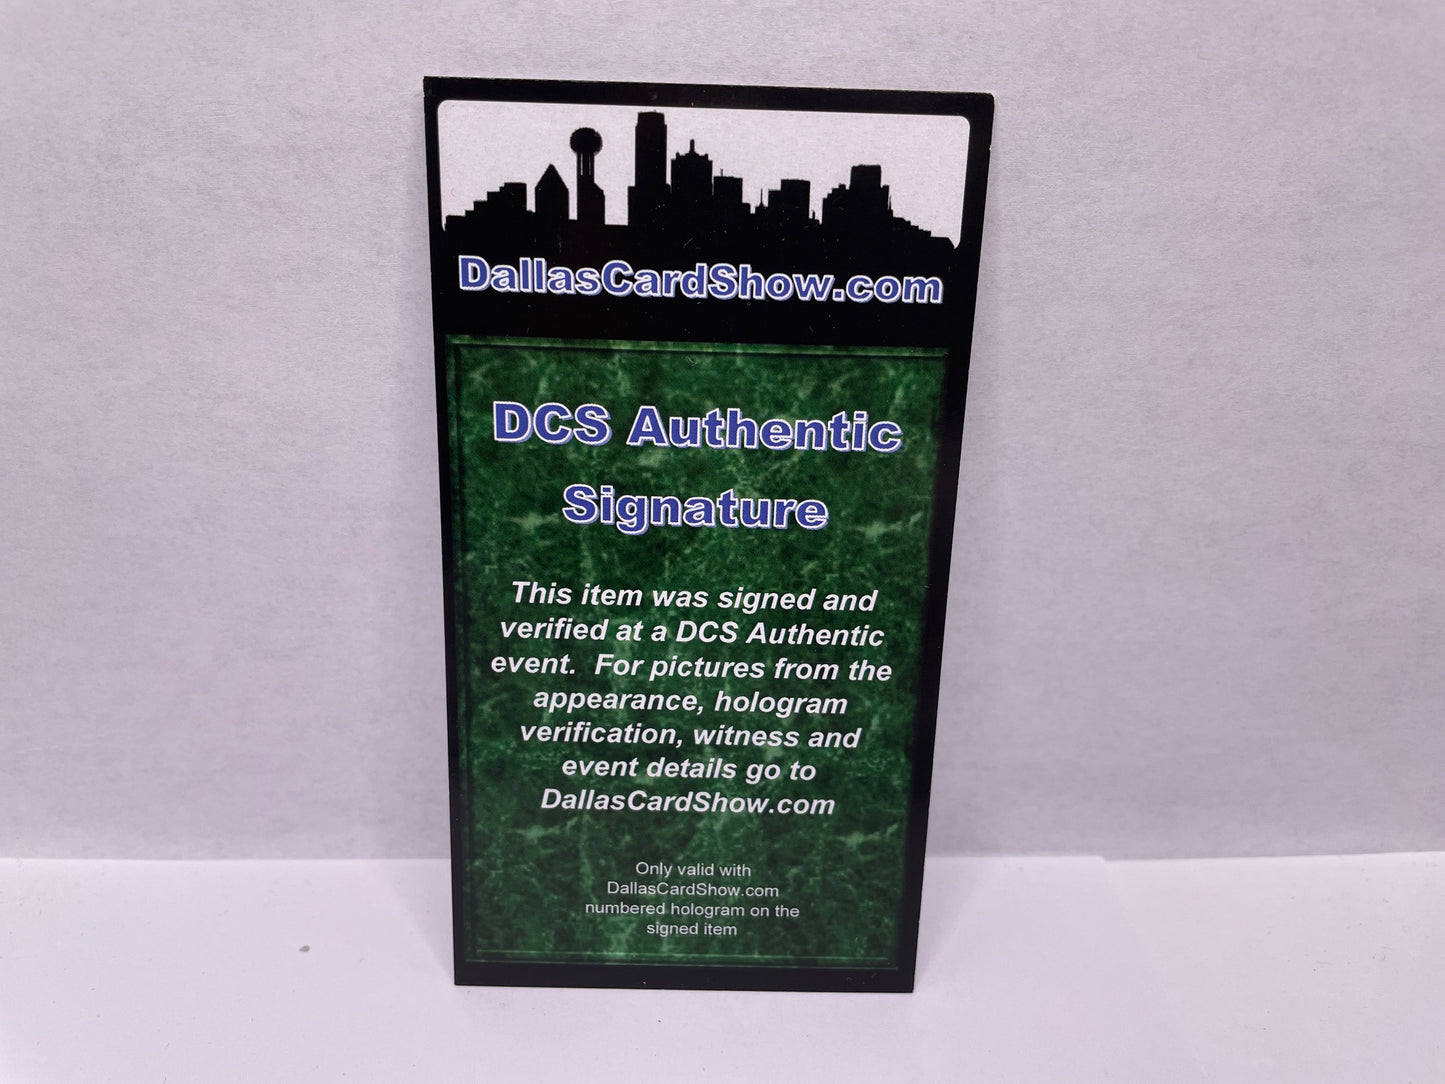 DallasCardShow.com
DCS Authentic
Signature
This item was signed and
verified at a DCS Authentic
event.  For pictures from the
appearance, hologram
verification, witness and
event details go to
DallasCardShow.com
Only valid with
DallasCardShow.com
numbered hologram on the
signed item